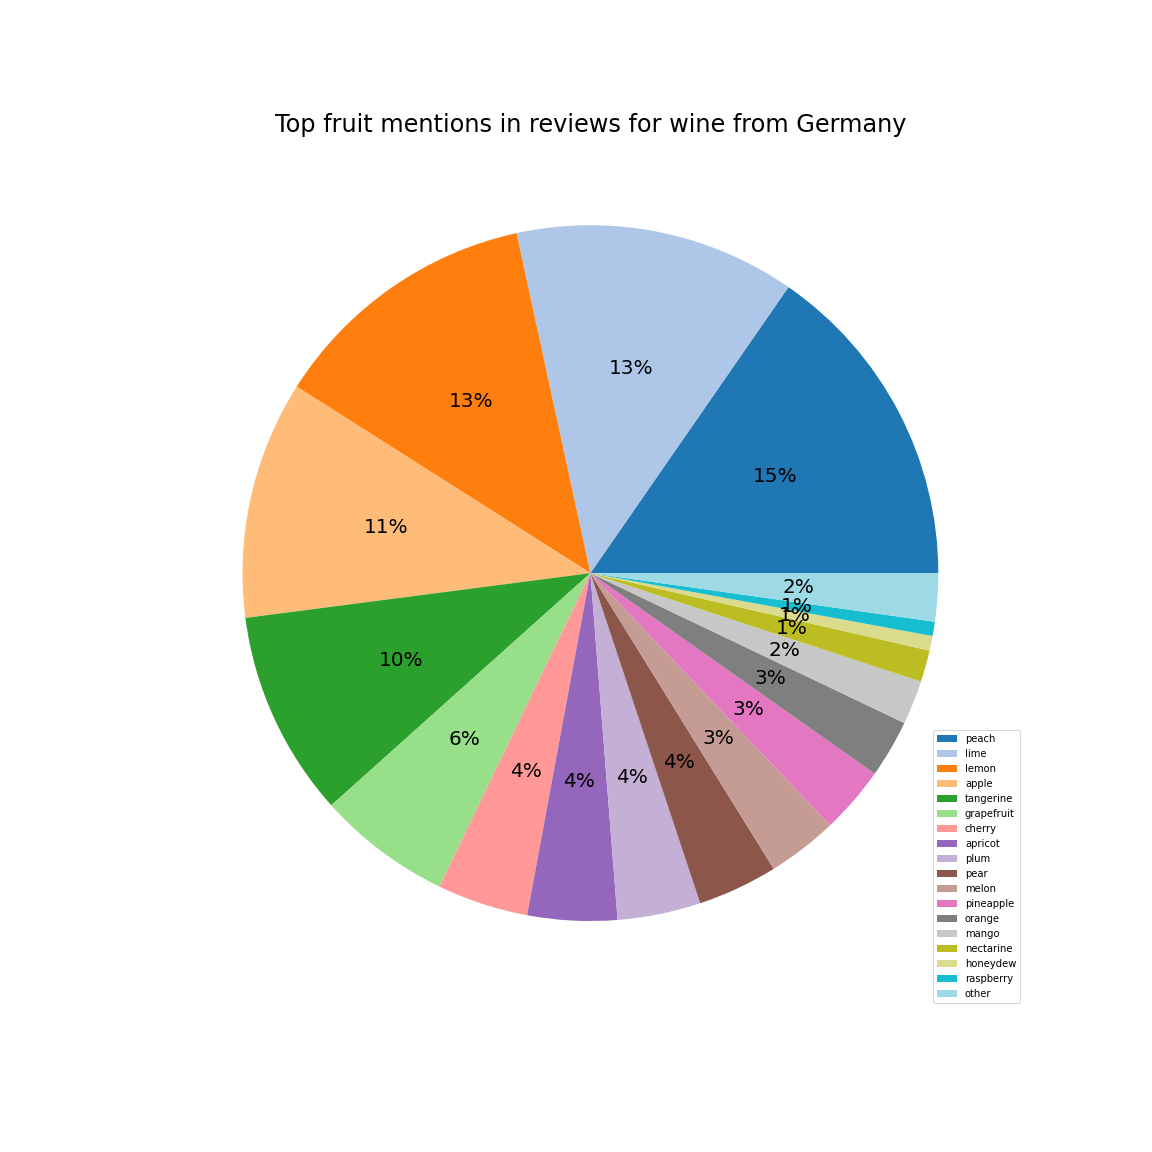 Top fruit mentions in reviews for wine from Germany
13%
13%
15%
11%
10%
6%
4%
4%
4%
4%
3%
3%
3%
2%
1%
1%
1%
2%
peach
lime
lemon
apple
tangerine
grapefruit
cherry
apricot
plum
pear
melon
pineapple
orange
mango
nectarine
honeydew
raspberry
other